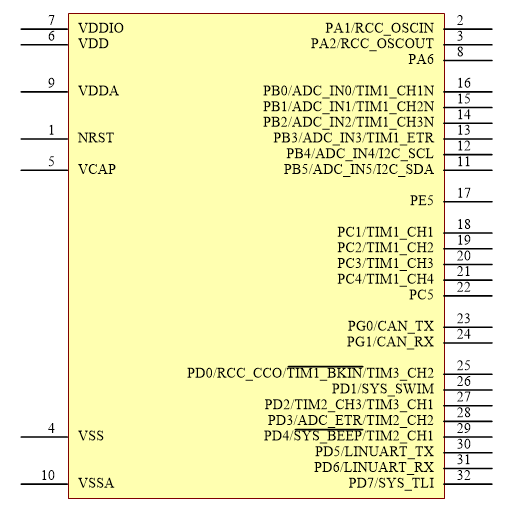 7 VDDIO PA1/RCC_OSCIN 2
6 VDD PA2/RCC_OSCOUT 3
PA6 8
9 VDDA PB0/ADC_IN0/TIM1_CH1N 16
PB1/ADC_IN1/TIM1_CH2N 15
PB2/ADC_IN2/TIM1_CH3N 14
1 NRST PB3/ADC_IN3/TIM1_ETR 13
PB4/ADC_IN4/I2C_SCL 12
5 VCAP PB5/ADC_IN5/I2C_SDA 11
PE5 17
PC1/TIM1_CH1 18
PC2/TIM1_CH2 19
PC3/TIM1_CH3 20
PC4/TIM1_CH4 21
PC5 22
PG0/CAN_TX 23
PG1/CAN_RX 24
PD0/RCC_CCO/TIM1_BKIN/TIM3_CH2 25
PD1/SYS_SWIM 26
PD2/TIM2_CH3/TIM3_CH1 27
PD3/ADC_ETR/TIM2_CH2 28
4 VSS PD4/SYS_BEEP/TIM2_CH1 29
PD5/LINUART_TX 30
PD6/LINUART_RX 31
10 VSSA PD7/SYS_TLI 32